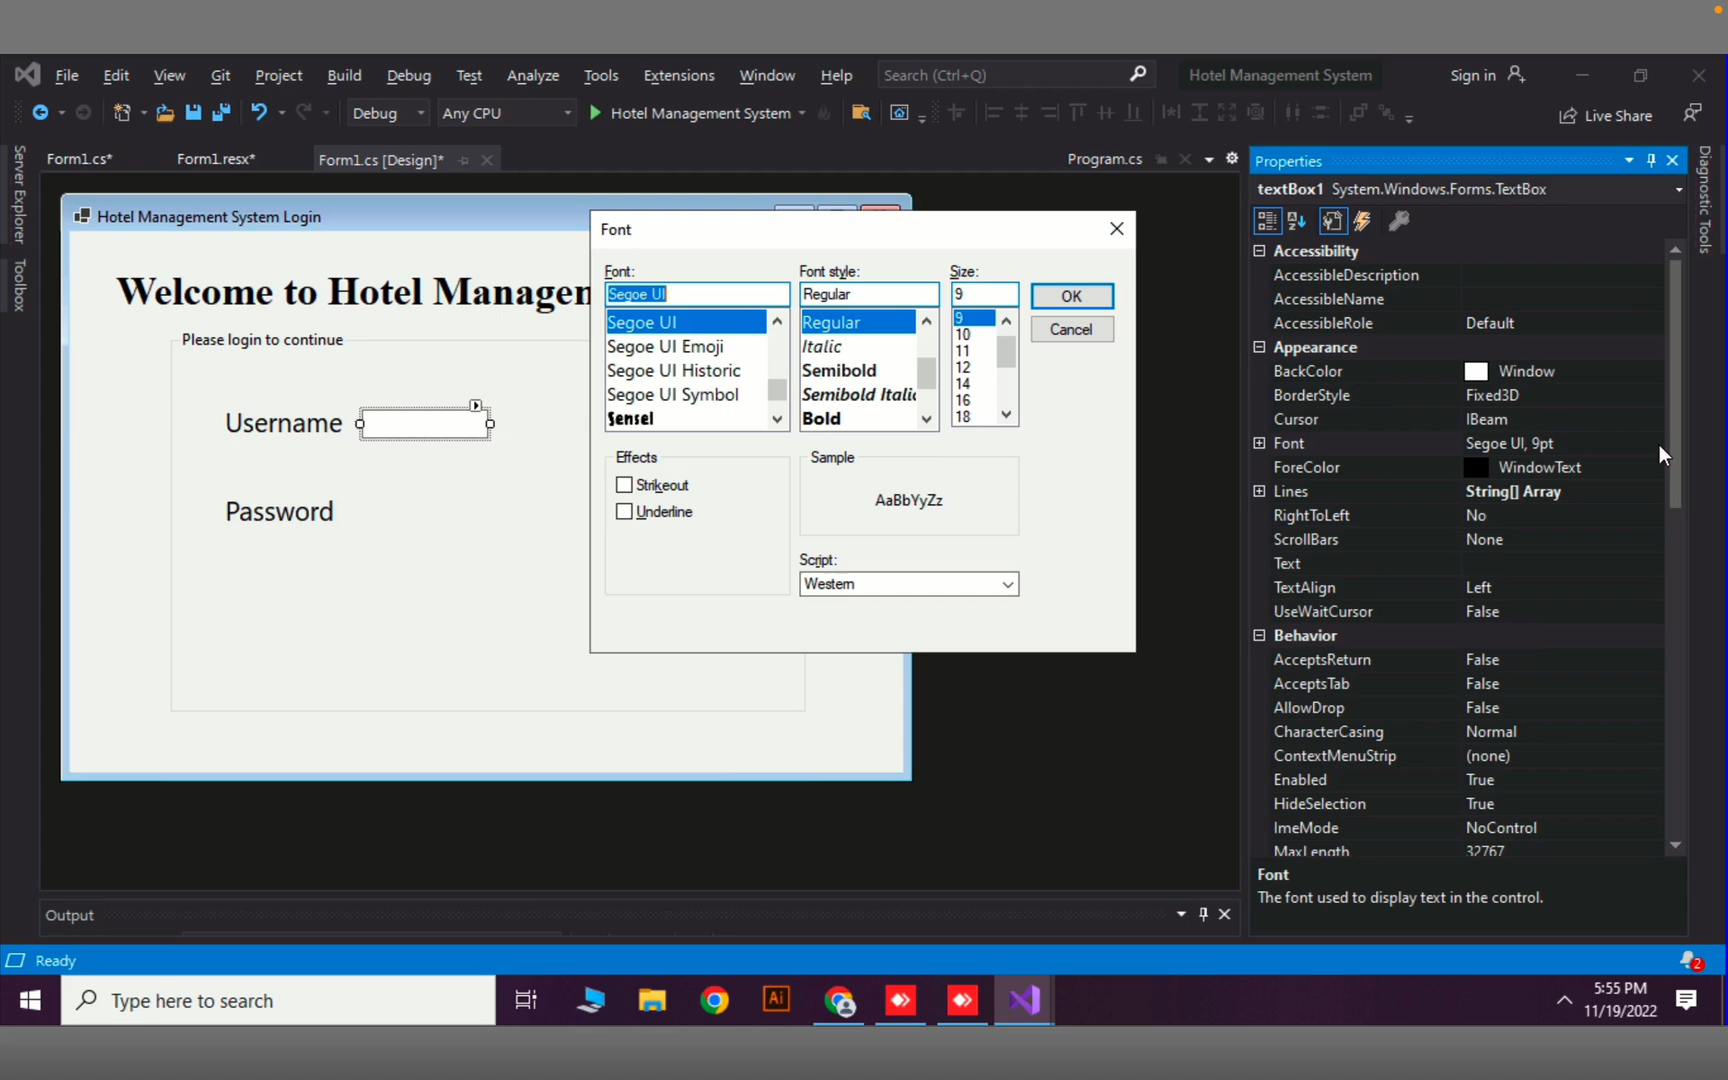 File Edit View Git Project Build Debug Test Analyze Tools Extensions Window Help Search (Ctrl+Q) Hotel Management System Sign in
Debug Any CPU Hotel Management System Live Share
Server Explorer
Toolbox
Form1.cs* Form1.resx* Form1.cs [Design]* Program.cs
Hotel Management System Login
Welcome to Hotel Managem
Please login to continue
Username
Password
Font
Font: Font style: Size:
Segoe UI Regular 9 OK
Segoe UI Regular 9 Cancel
Segoe UI Emoji Italic 10
Segoe UI Historic Semibold 11
Segoe UI Symbol Semibold Italic 12
Sensei Bold 14
16
18
Effects Sample
Strikeout AaBbYyZz
Underline
Script:
Western
Properties
textBox1 System.Windows.Forms.TextBox
Accessibility
AccessibleDescription
AccessibleName
AccessibleRole Default
Appearance
BackColor Window
BorderStyle Fixed3D
Cursor IBeam
Font Segoe UI, 9pt
ForeColor WindowText
Lines String[] Array
RightToLeft No
ScrollBars None
Text
TextAlign Left
UseWaitCursor False
Behavior
AcceptsReturn False
AcceptsTab False
AllowDrop False
CharacterCasing Normal
ContextMenuStrip (none)
Enabled True
HideSelection True
ImeMode NoControl
MaxLength 32767
Font
The font used to display text in the control.
Diagnostic Tools
Output
Ready 2
Type here to search Ai
5:55 PM
11/19/2022